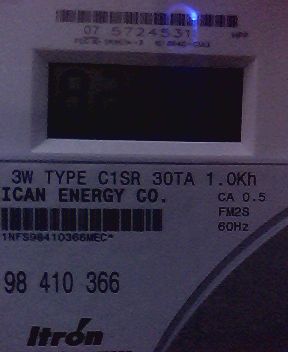 07 5724531
3W TYPE C1SR 30TA 1.0Kh
ICAN ENERGY CO.
CA 0.5
FM2S
60Hz
1NFS98410366MEC*
98 410 366
Itrón